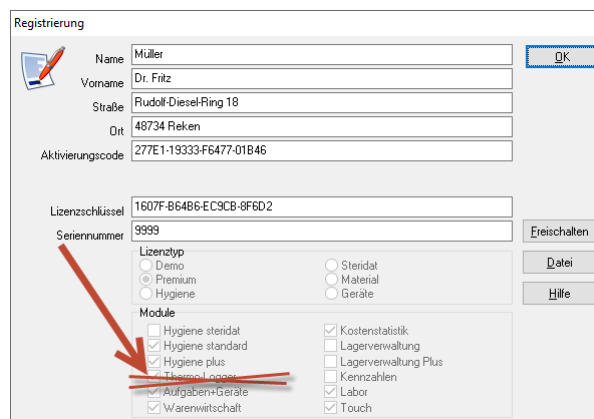 Registrierung
Name Müller
OK
Vorname Dr. Fritz
Straße Rudolf-Diesel-Ring 18
Ort 48734 Reken
Aktivierungscode 277E1-19333-F6477-01B46
Lizenzschlüssel 1607F-B64B6-EC9CB-8F6D2
Seriennummer 9999
Freischalten
Lizenztyp
Demo Steridat
Datei
Premium Material
Hygiene Geräte
Hilfe
Module
Hygiene steridat Kostenstatistik
Hygiene standard Lagerverwaltung
Hygiene plus Lagerverwaltung Plus
Thermo-Logger Kennzahlen
Aufgaben+Geräte Labor
Warenwirtschaft Touch